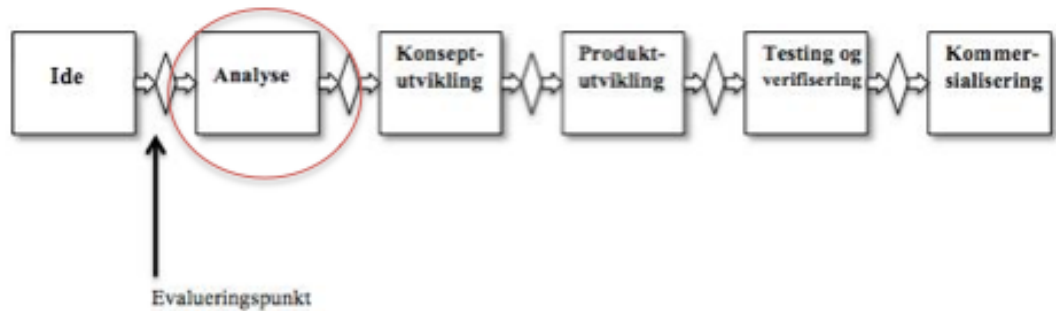 Ide
Analyse
Konsept-
utvikling
Produkt-
utvikling
Testing og
verifisering
Kommer-
sialisering
Evalueringspunkt